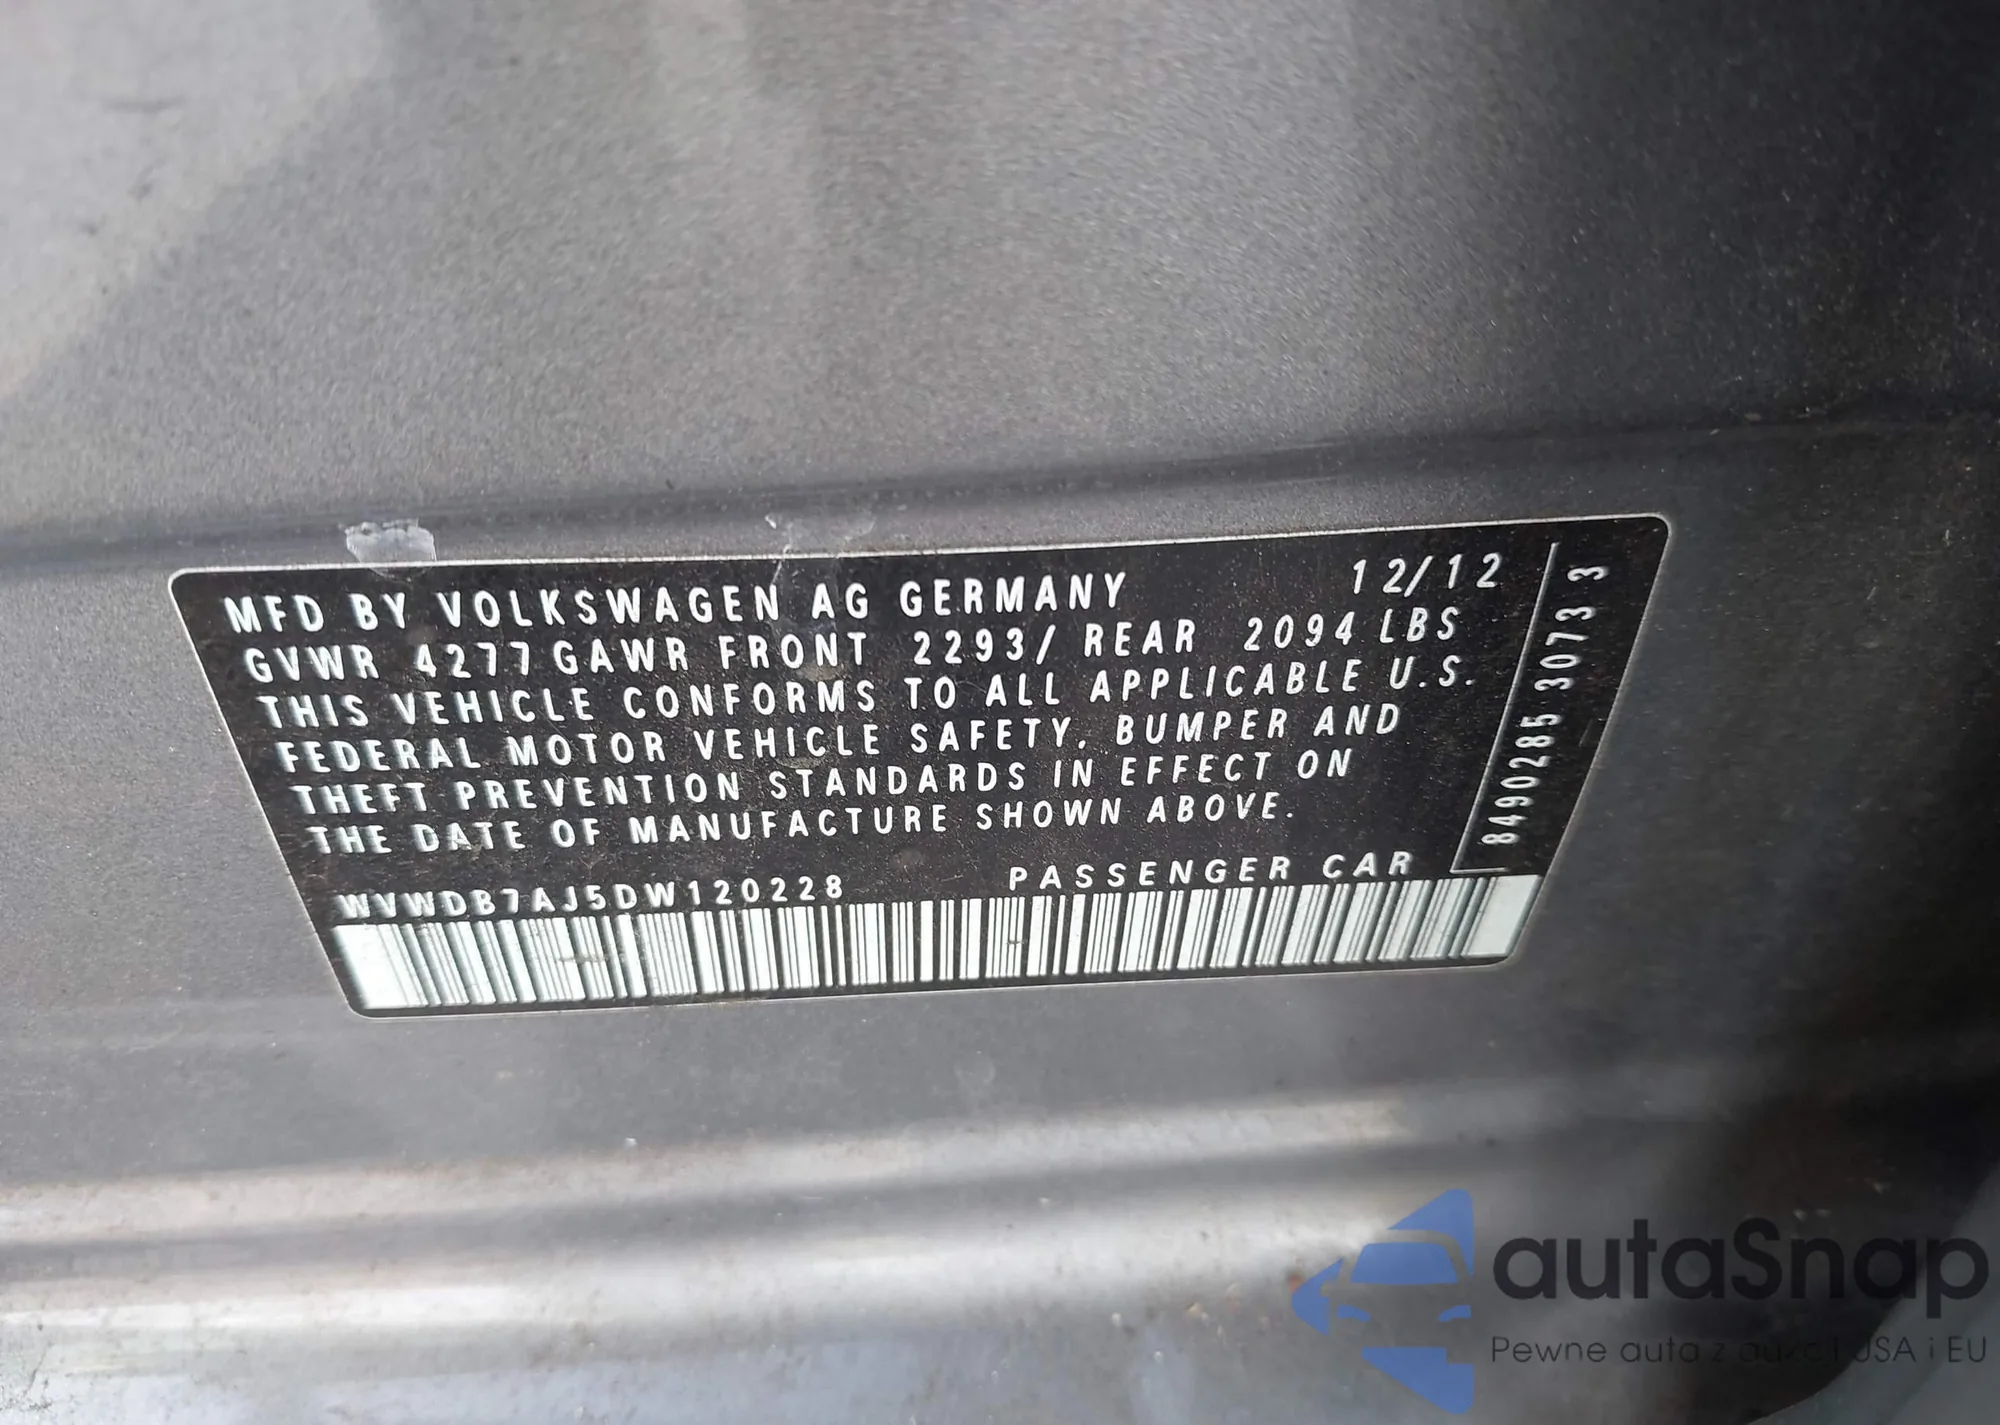 MFD BY VOLKSWAGEN AG GERMANY 12/12
GVWR 4277 GAWR FRONT 2293/ REAR 2094 LBS
THIS VEHICLE CONFORMS TO ALL APPLICABLE U.S.
FEDERAL MOTOR VEHICLE SAFETY, BUMPER AND
THEFT PREVENTION STANDARDS IN EFFECT ON
THE DATE OF MANUFACTURE SHOWN ABOVE.
WVWDB7AJ5DW120228 PASSENGER CAR
8490285 3073 3
autaSnap
Pewne auta z aukcji USA i EU